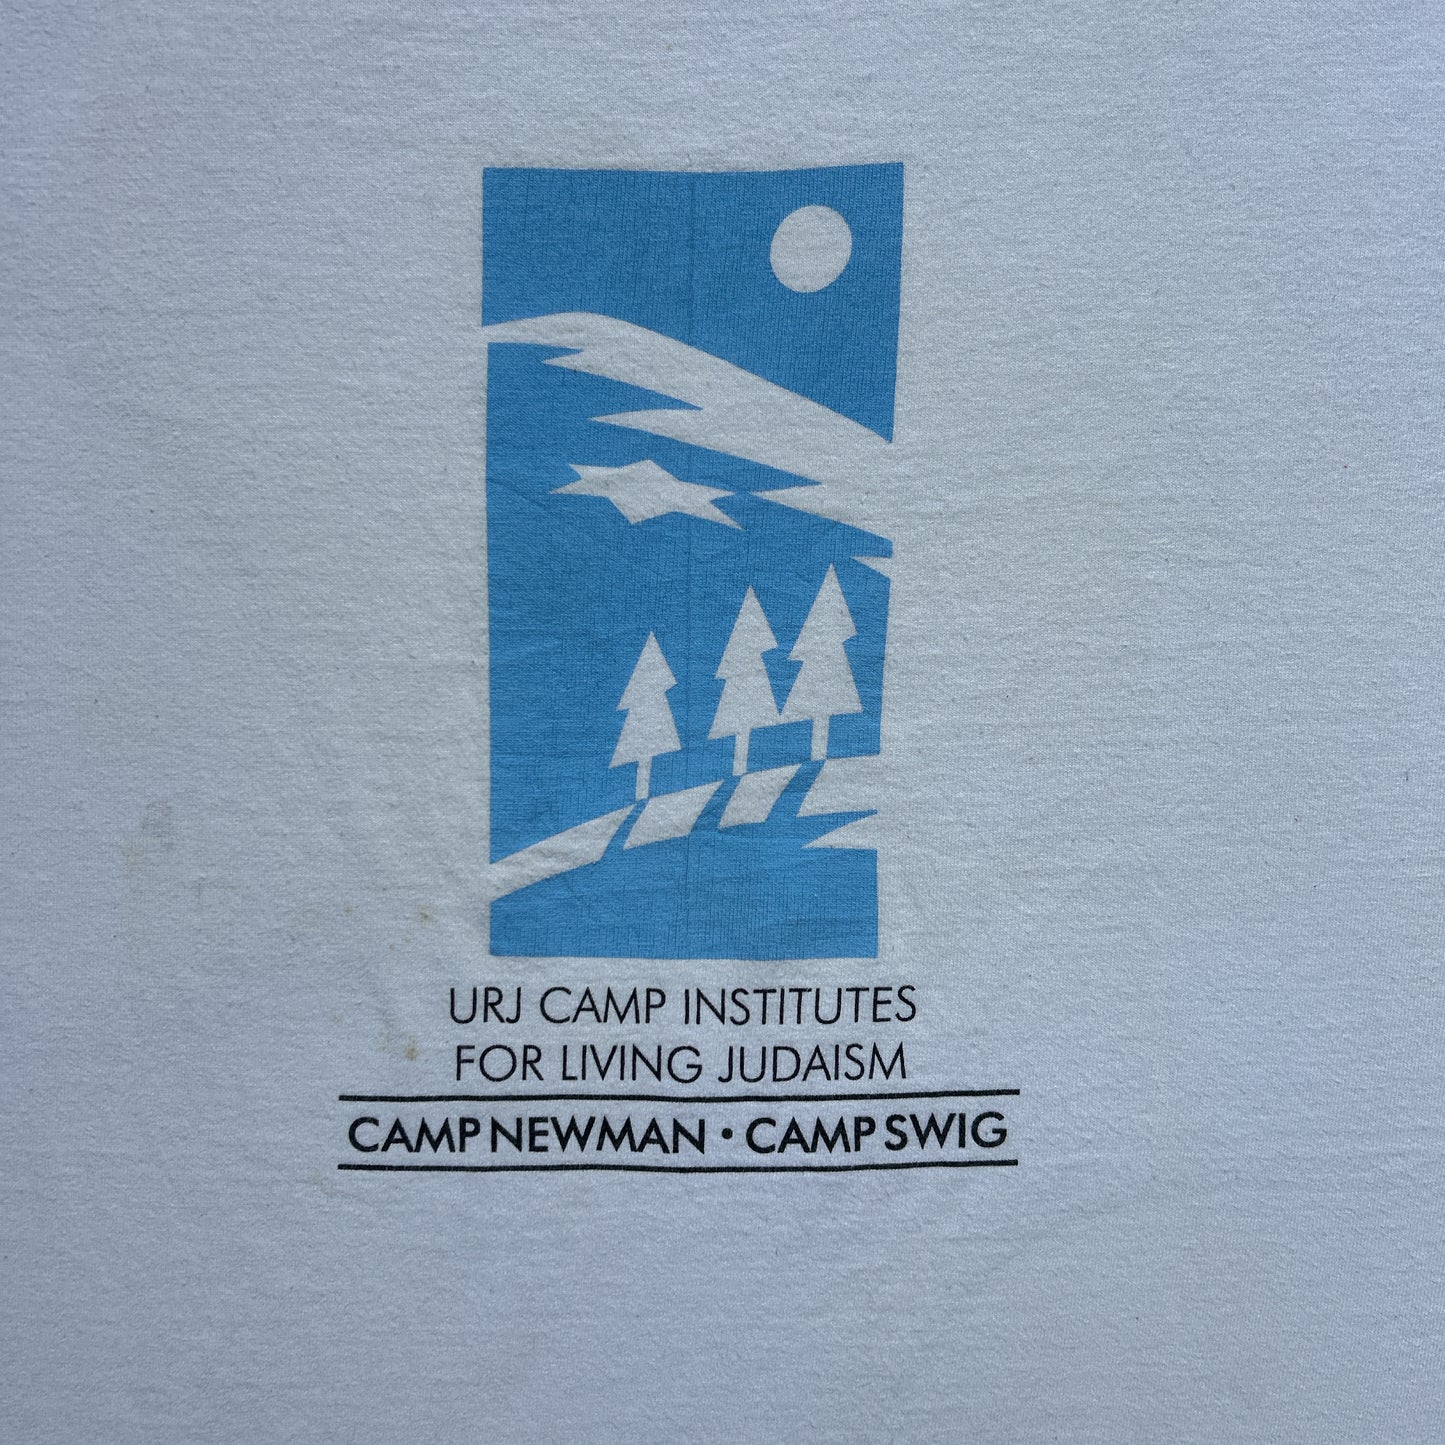 URJ CAMP INSTITUTES
FOR LIVING JUDAISM
CAMP NEWMAN • CAMP SWIG